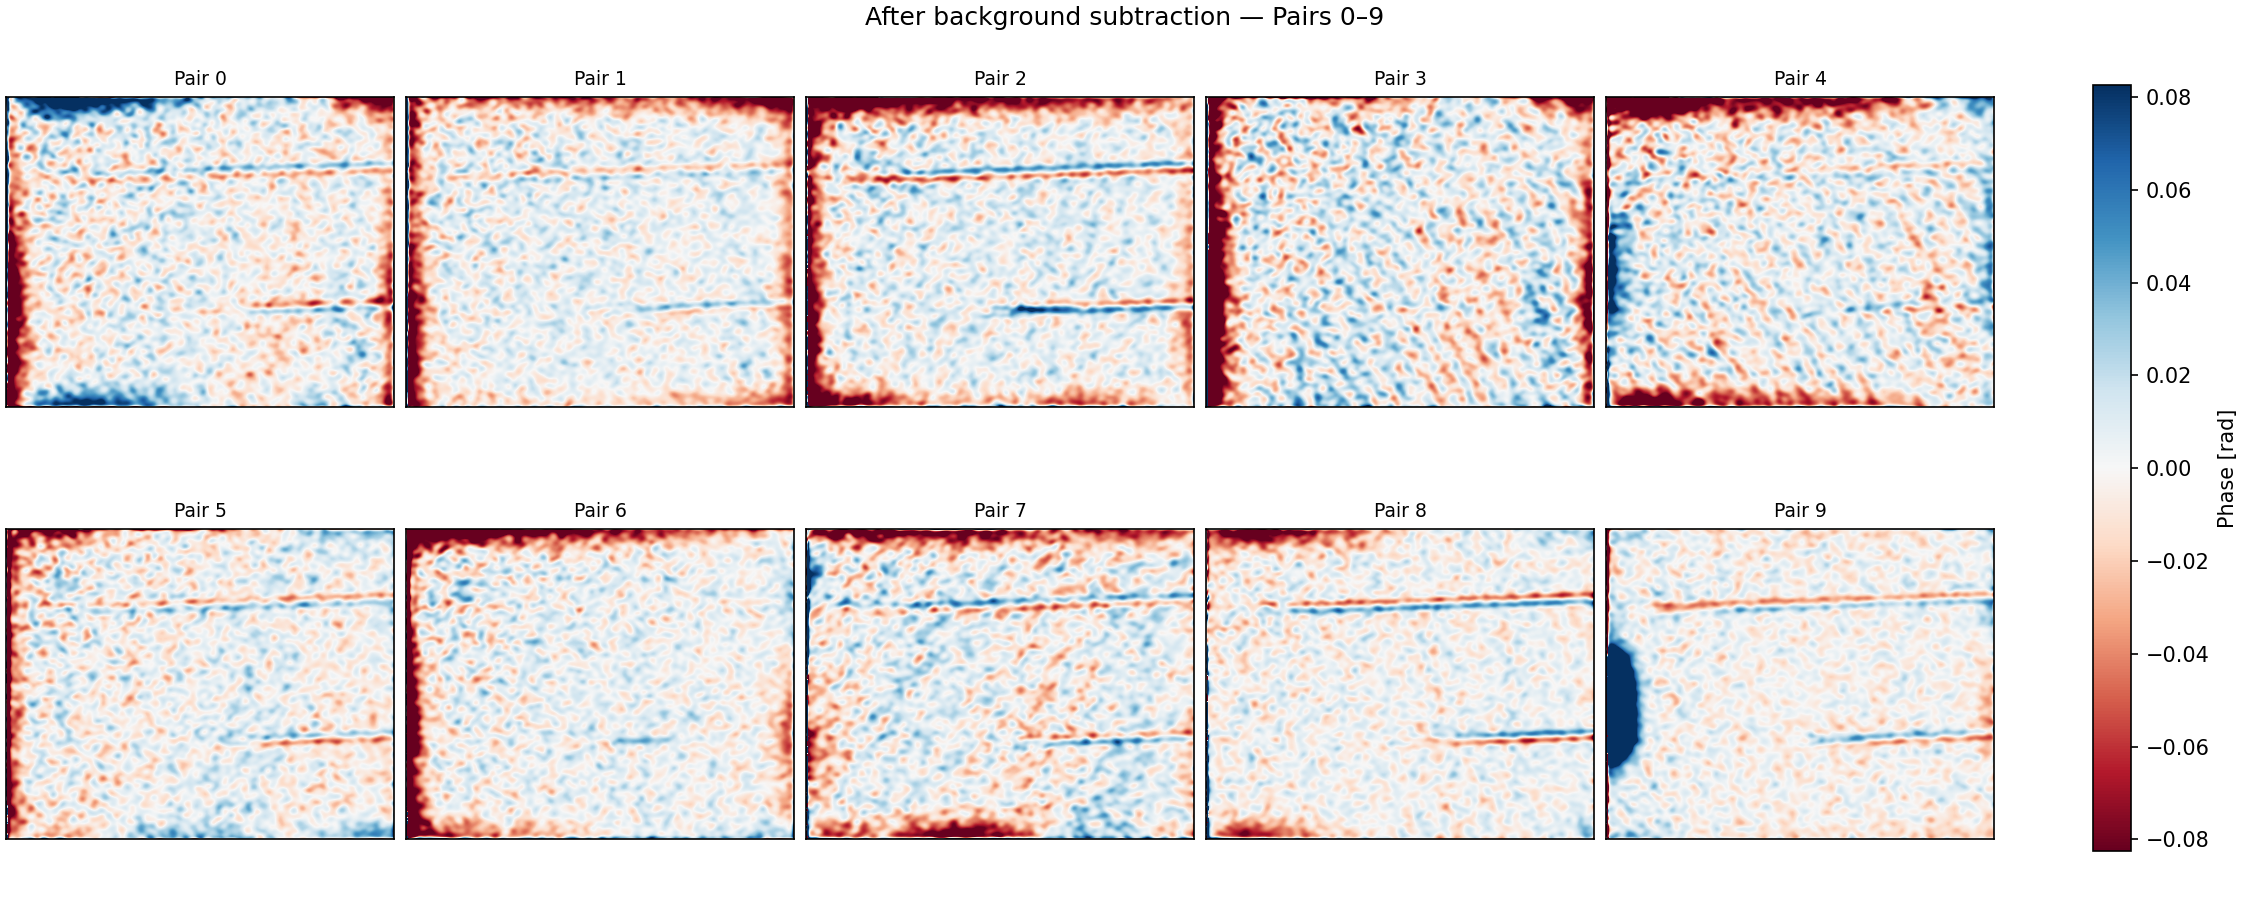 After background subtraction — Pairs 0–9
Pair 0
Pair 1
Pair 2
Pair 3
Pair 4
Pair 5
Pair 6
Pair 7
Pair 8
Pair 9
0.08
0.06
0.04
0.02
0.00
−0.02
−0.04
−0.06
−0.08
Phase [rad]